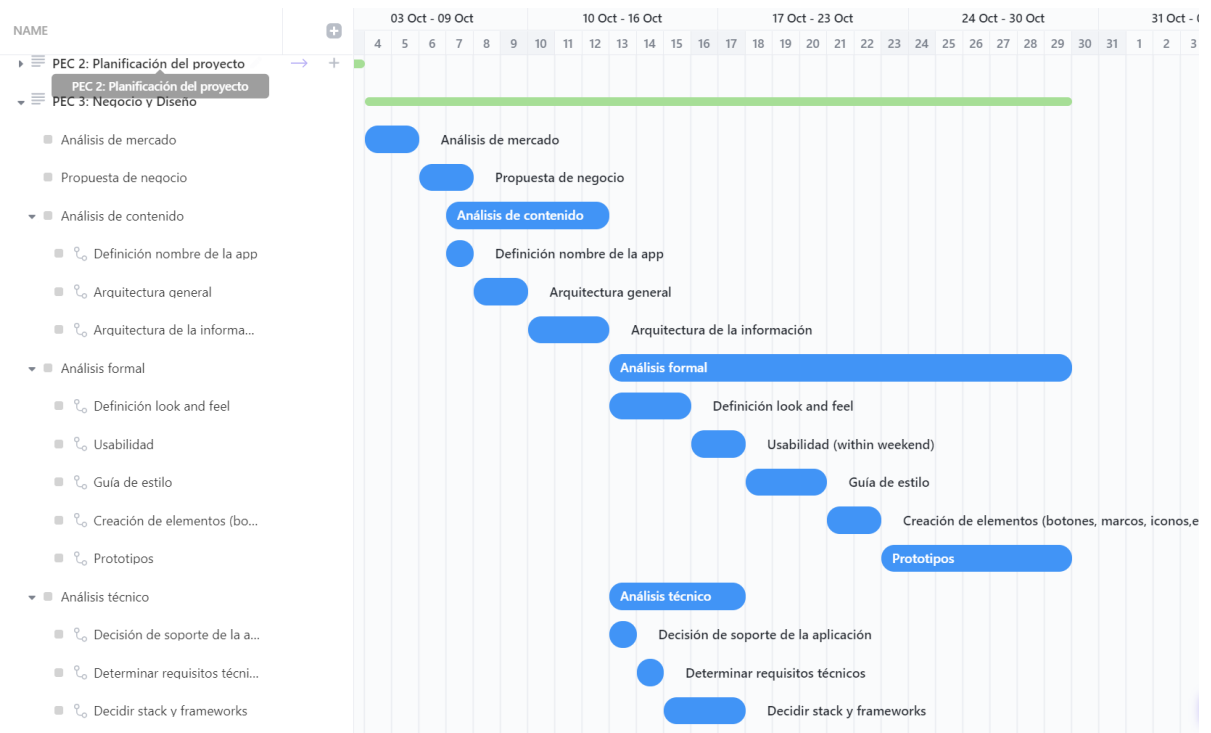 NAME
03 Oct - 09 Oct 10 Oct - 16 Oct 17 Oct - 23 Oct 24 Oct - 30 Oct 31 Oct -
4 5 6 7 8 9 10 11 12 13 14 15 16 17 18 19 20 21 22 23 24 25 26 27 28 29 30 31 1 2 3
PEC 2: Planificación del proyecto
PEC 2: Planificación del proyecto
PEC 3: Negocio y Diseño
Análisis de mercado Análisis de mercado
Propuesta de negocio Propuesta de negocio
Análisis de contenido Análisis de contenido
Definición nombre de la app Definición nombre de la app
Arquitectura general Arquitectura general
Arquitectura de la informa... Arquitectura de la información
Análisis formal Análisis formal
Definición look and feel Definición look and feel
Usabilidad Usabilidad (within weekend)
Guía de estilo Guía de estilo
Creación de elementos (bo... Creación de elementos (botones, marcos, iconos,e
Prototipos Prototipos
Análisis técnico Análisis técnico
Decisión de soporte de la a... Decisión de soporte de la aplicación
Determinar requisitos técni... Determinar requisitos técnicos
Decidir stack y frameworks Decidir stack y frameworks